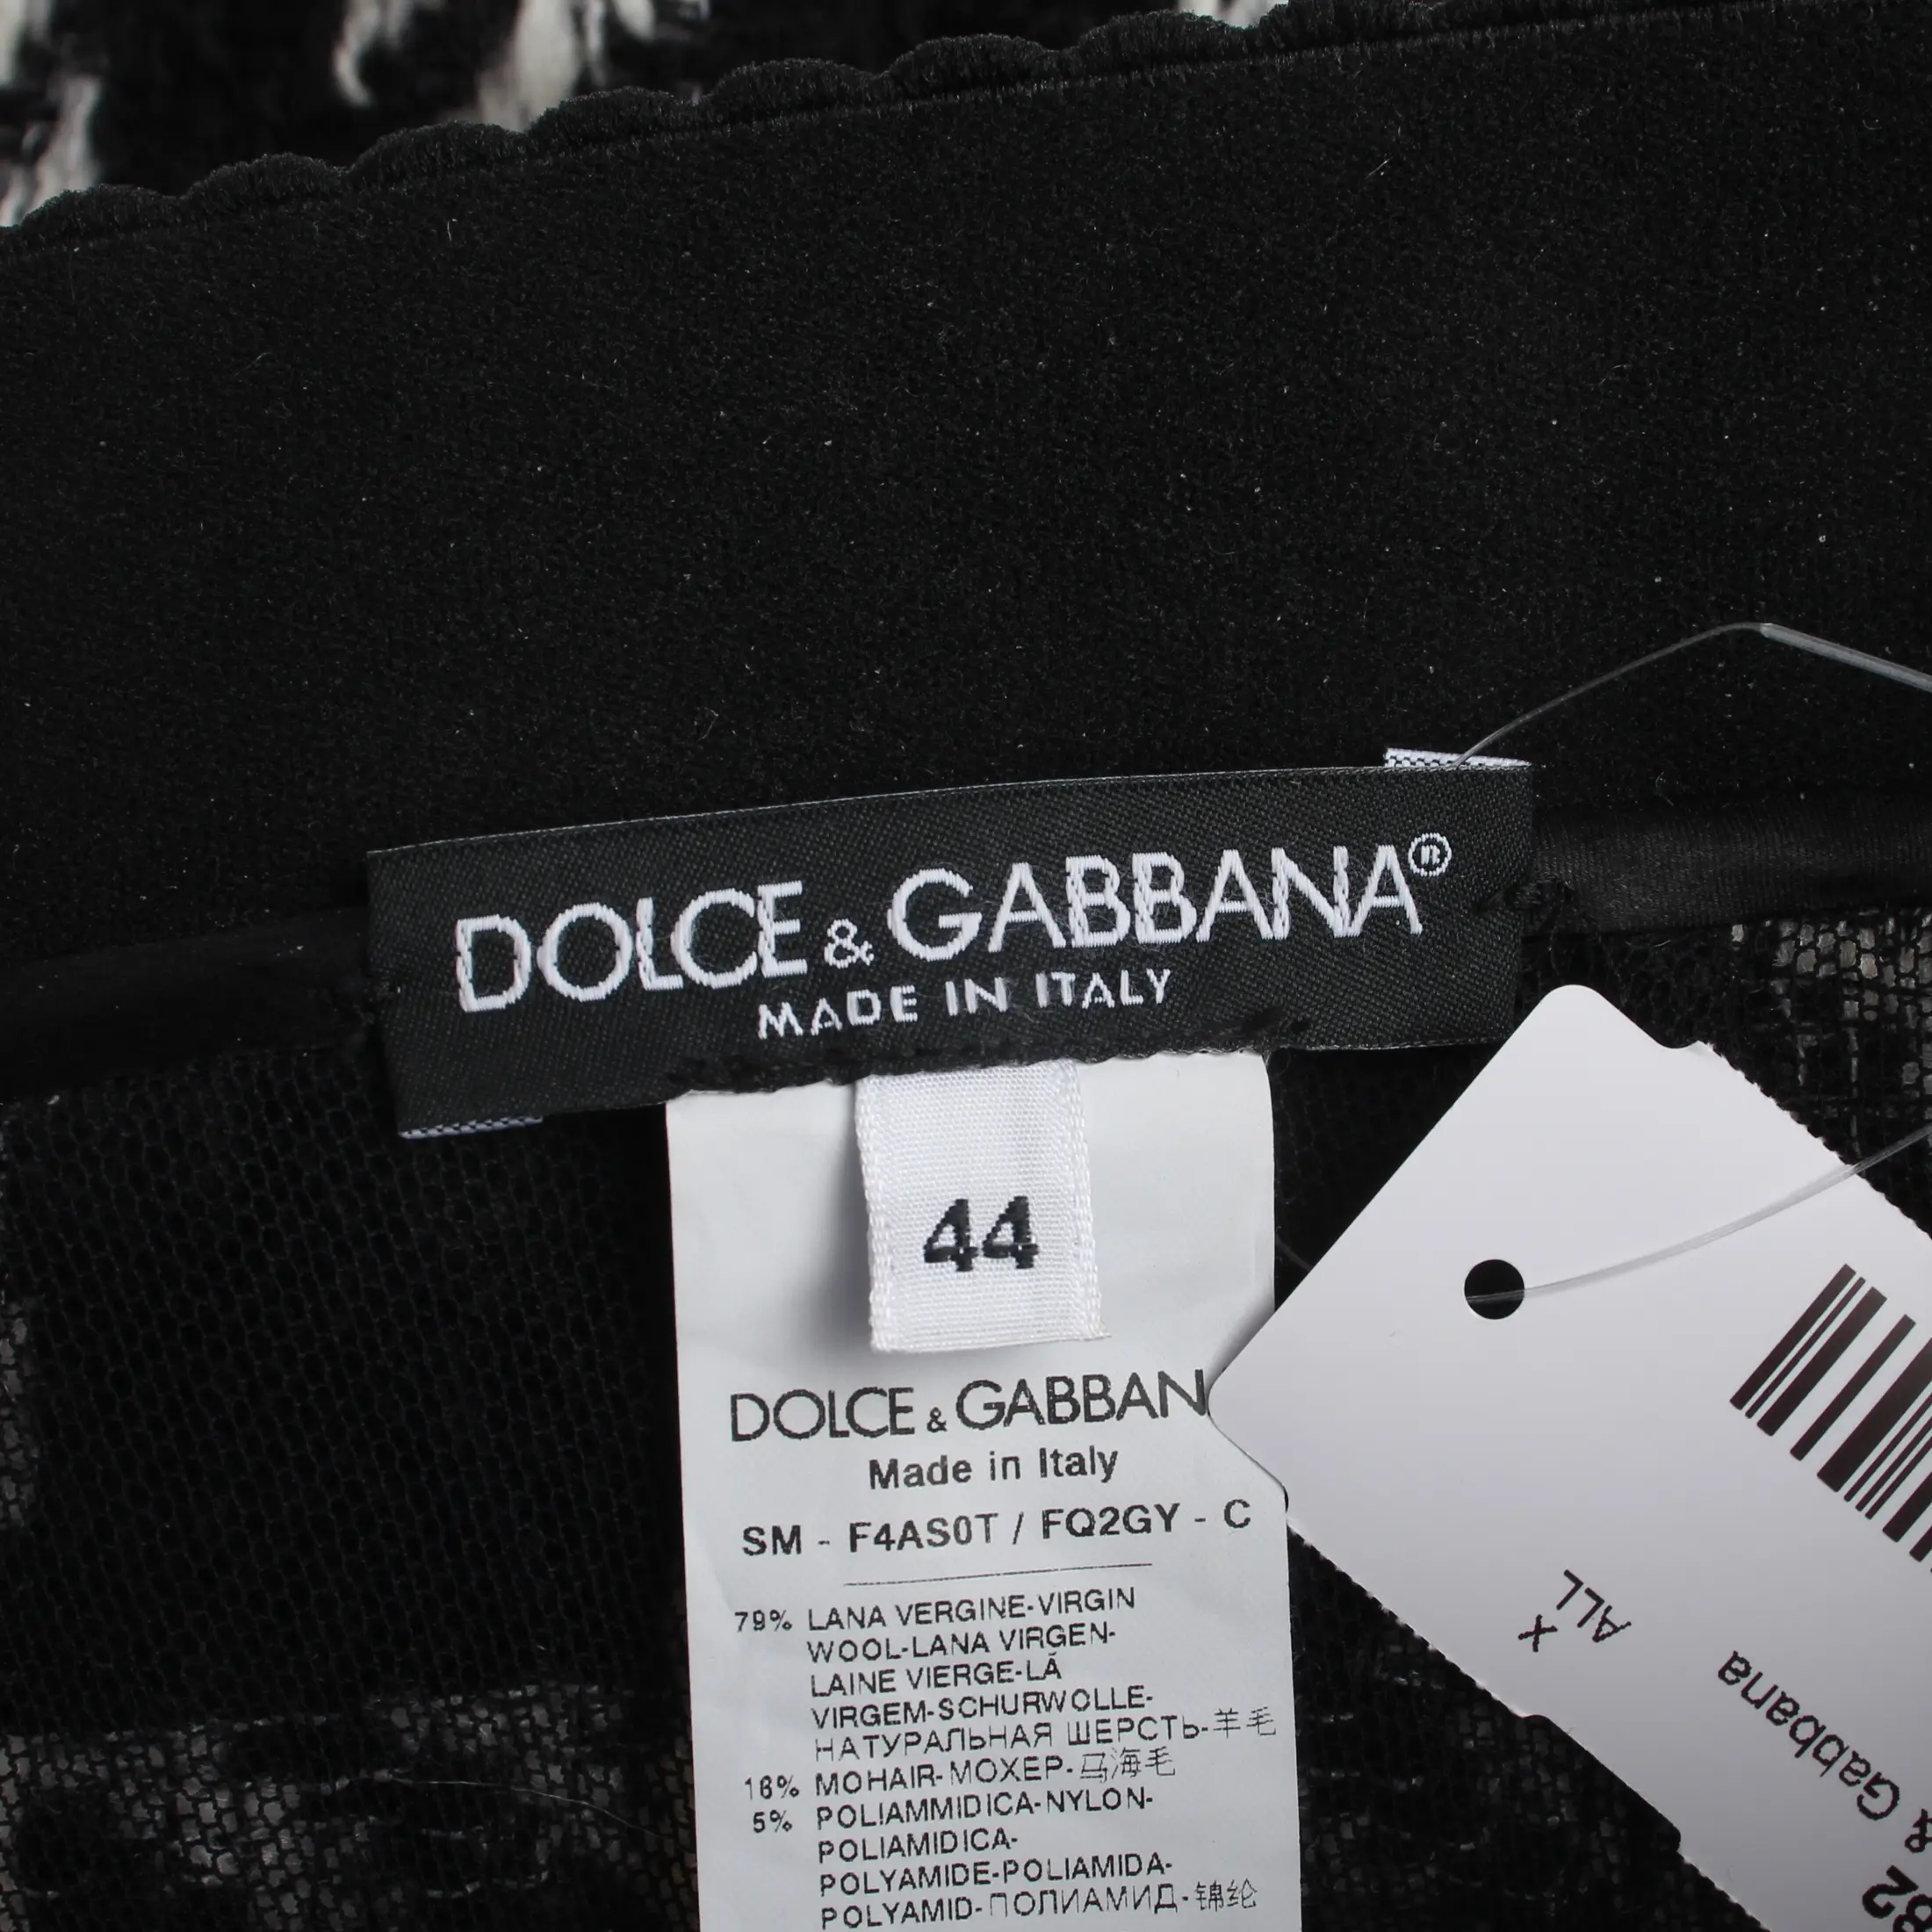 DOLCE & GABBANA®
MADE IN ITALY
44
DOLCE & GABBAN
Made in Italy
SM - F4AS0T / FQ2GY - C
79% LANA VERGINE-VIRGIN
WOOL-LANA VIRGEN-
LAINE VIERGE-LÃ
VIRGEM-SCHURWOLLE-
НАТУРАЛЬНАЯ ШЕРСТЬ-羊毛
16% MOHAIR-МОХЕР-马海毛
5% POLIAMMIDICA-NYLON-
POLIAMIDICA-
POLYAMIDE-POLIAMIDA-
POLYAMID-ПОЛИАМИД-锦纶
X
ALL
& Gabbana